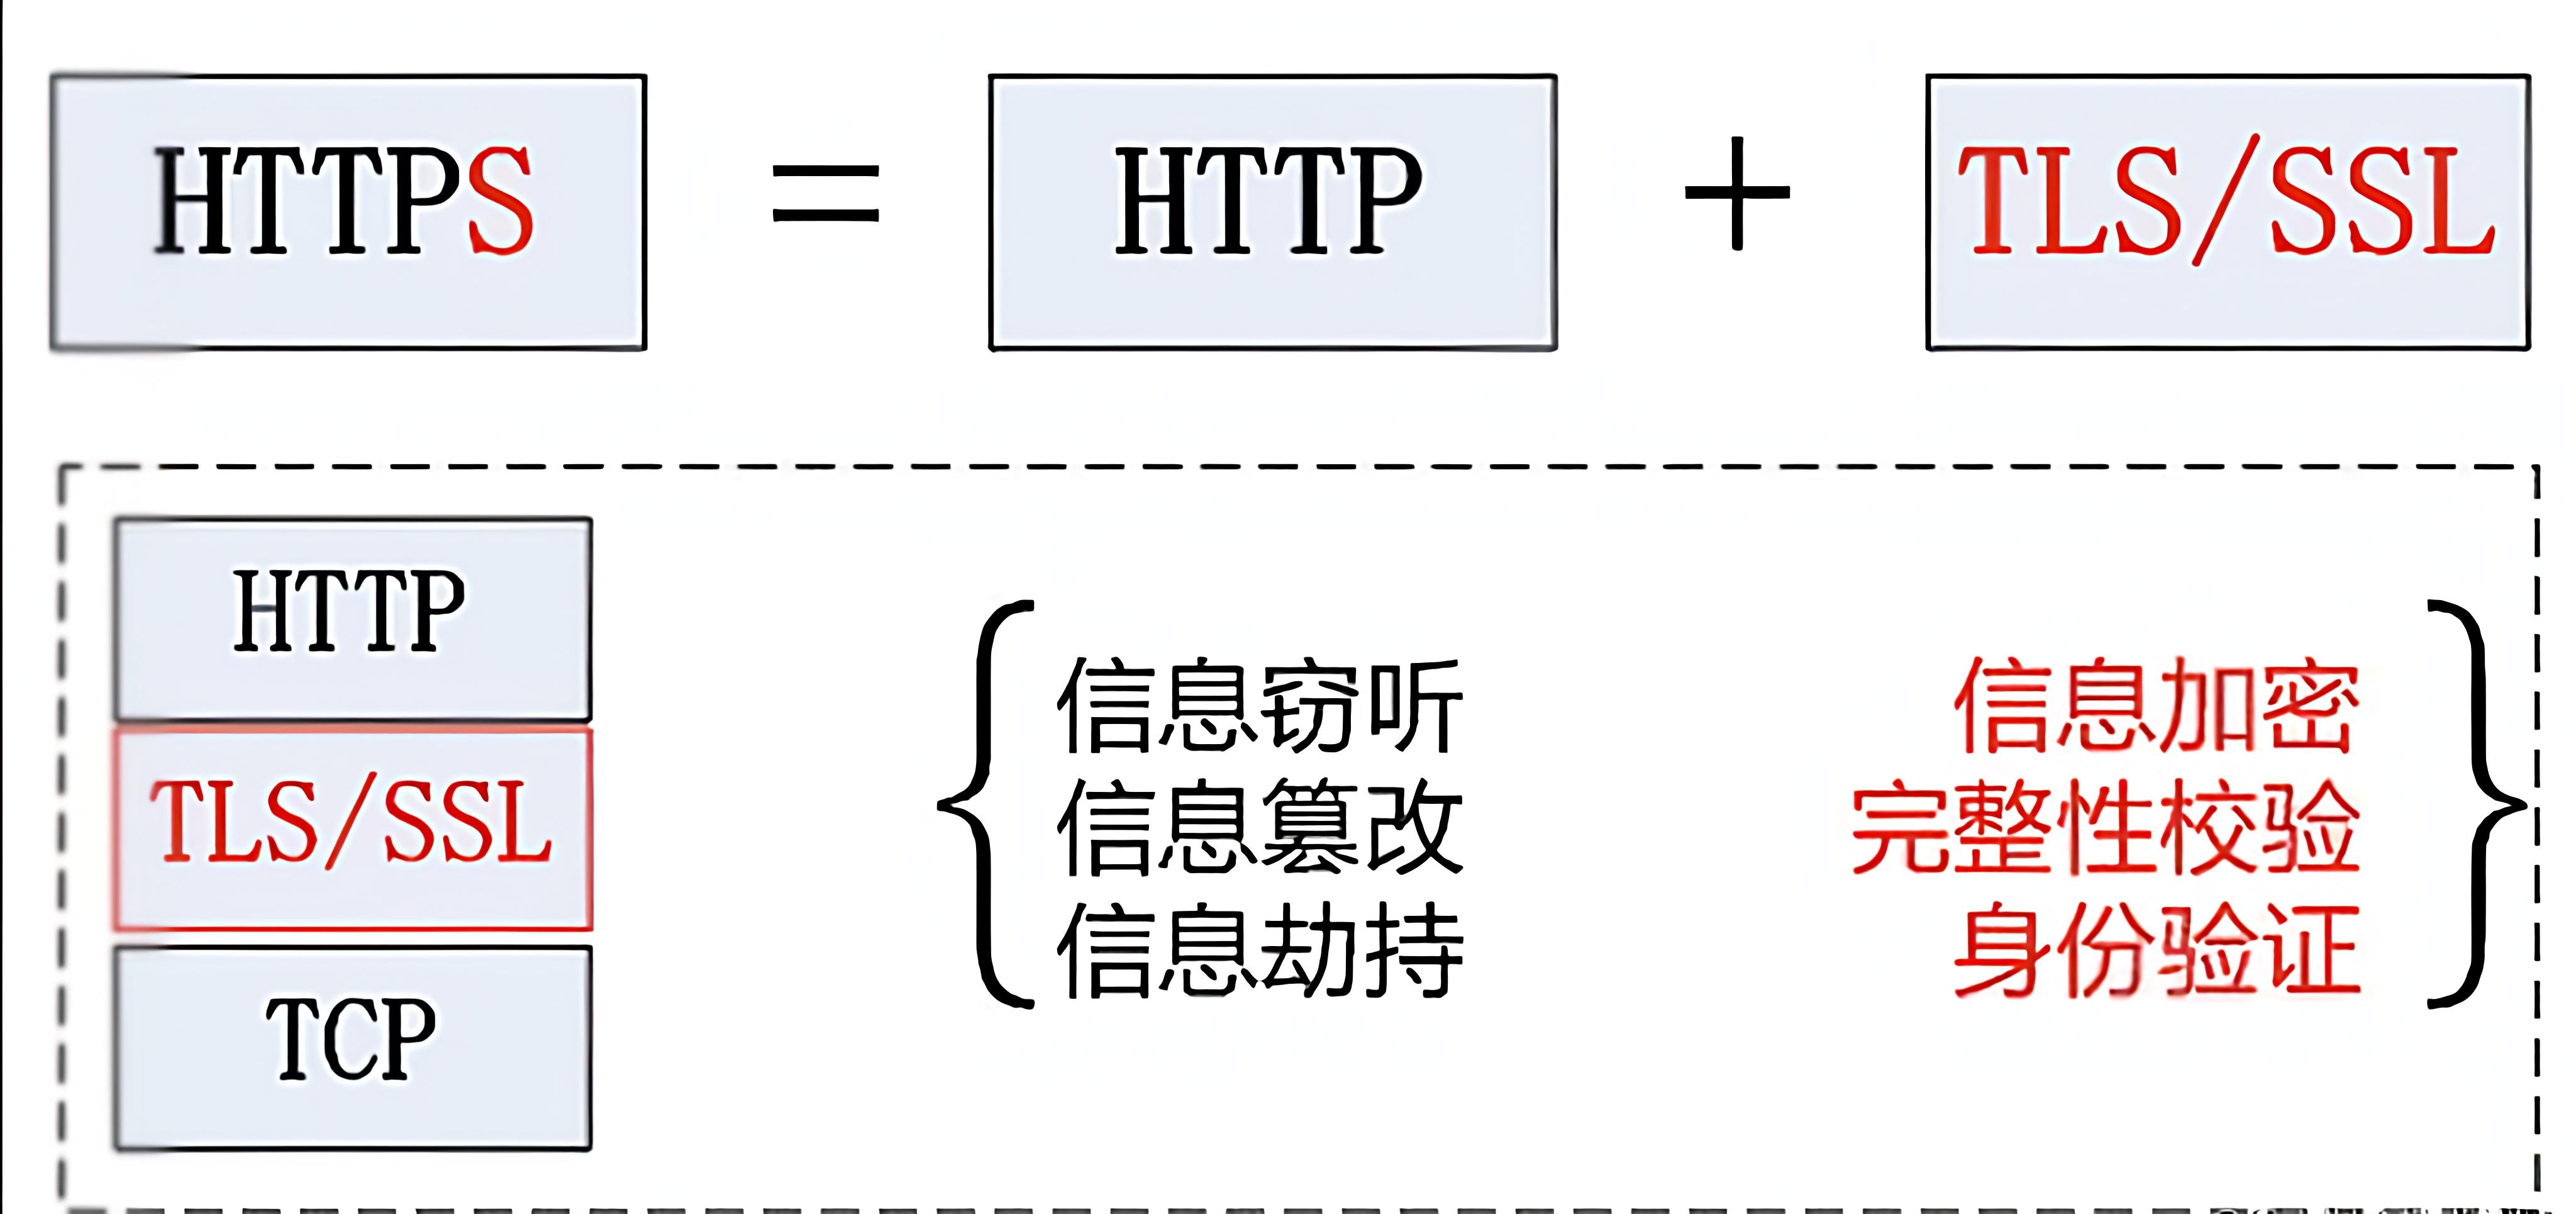 HTTPS = HTTP + TLS/SSL
HTTP
TLS/SSL
TCP
信息窃听
信息篡改
信息劫持
信息加密
完整性校验
身份验证